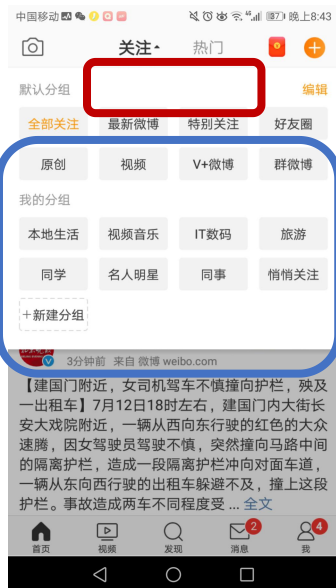 中国移动 4G 87 晚上8:43
关注 热门
默认分组 编辑
全部关注 最新微博 特别关注 好友圈
原创 视频 V+微博 群微博
我的分组
本地生活 视频音乐 IT数码 旅游
同学 名人明星 同事 悄悄关注
+新建分组
3分钟前 来自 微博 weibo.com
【建国门附近,女司机驾车不慎撞向护栏,殃及
一出租车】7月12日18时左右,建国门内大街长
安大戏院附近,一辆从西向东行驶的红色的大众
速腾,因女驾驶员驾驶不慎,突然撞向马路中间
的隔离护栏,造成一段隔离护栏冲向对面车道,
一辆从东向西行驶的出租车躲避不及,撞上这段
护栏。事故造成两车不同程度受 ... 全文
2 4
首页 视频 发现 消息 我